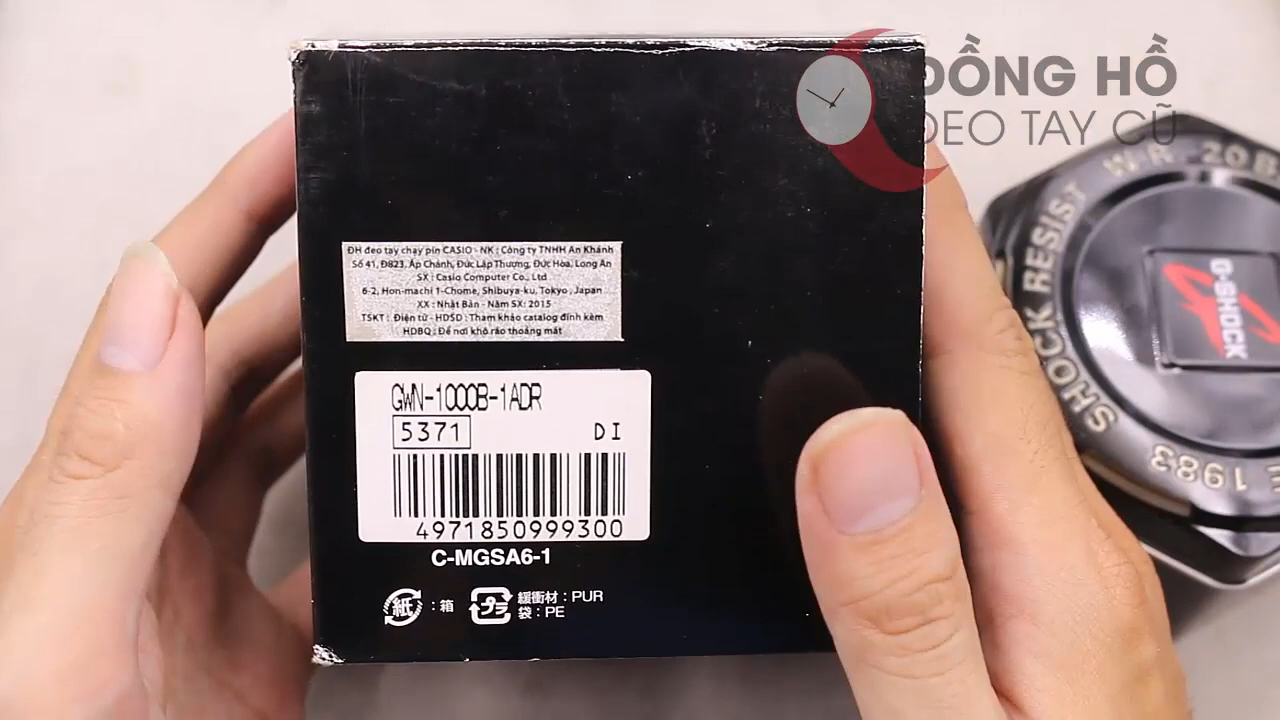 ĐỒNG HỒ
ĐEO TAY CŨ
ĐH đeo tay chạy pin CASIO - NK : Công ty TNHH An Khánh
Số 41, Đ823, Ấp Chánh, Đức Lập Thượng, Đức Hòa, Long An
SX : Casio Computer Co., Ltd
6-2, Hon-machi 1-Chome, Shibuya-ku, Tokyo , Japan
XX : Nhật Bản - Năm SX: 2015
TSKT : Điện tử - HDSD : Tham khảo catalog đính kèm
HDBQ : Để nơi khô ráo thoáng mát
GWN-1000B-1ADR
5371 DI
4971850999300
C-MGSA6-1
紙 : 箱
プラ 緩衝材 : PUR
袋 : PE
SHOCK RESIST WR 20B
G-SHOCK
E 1983